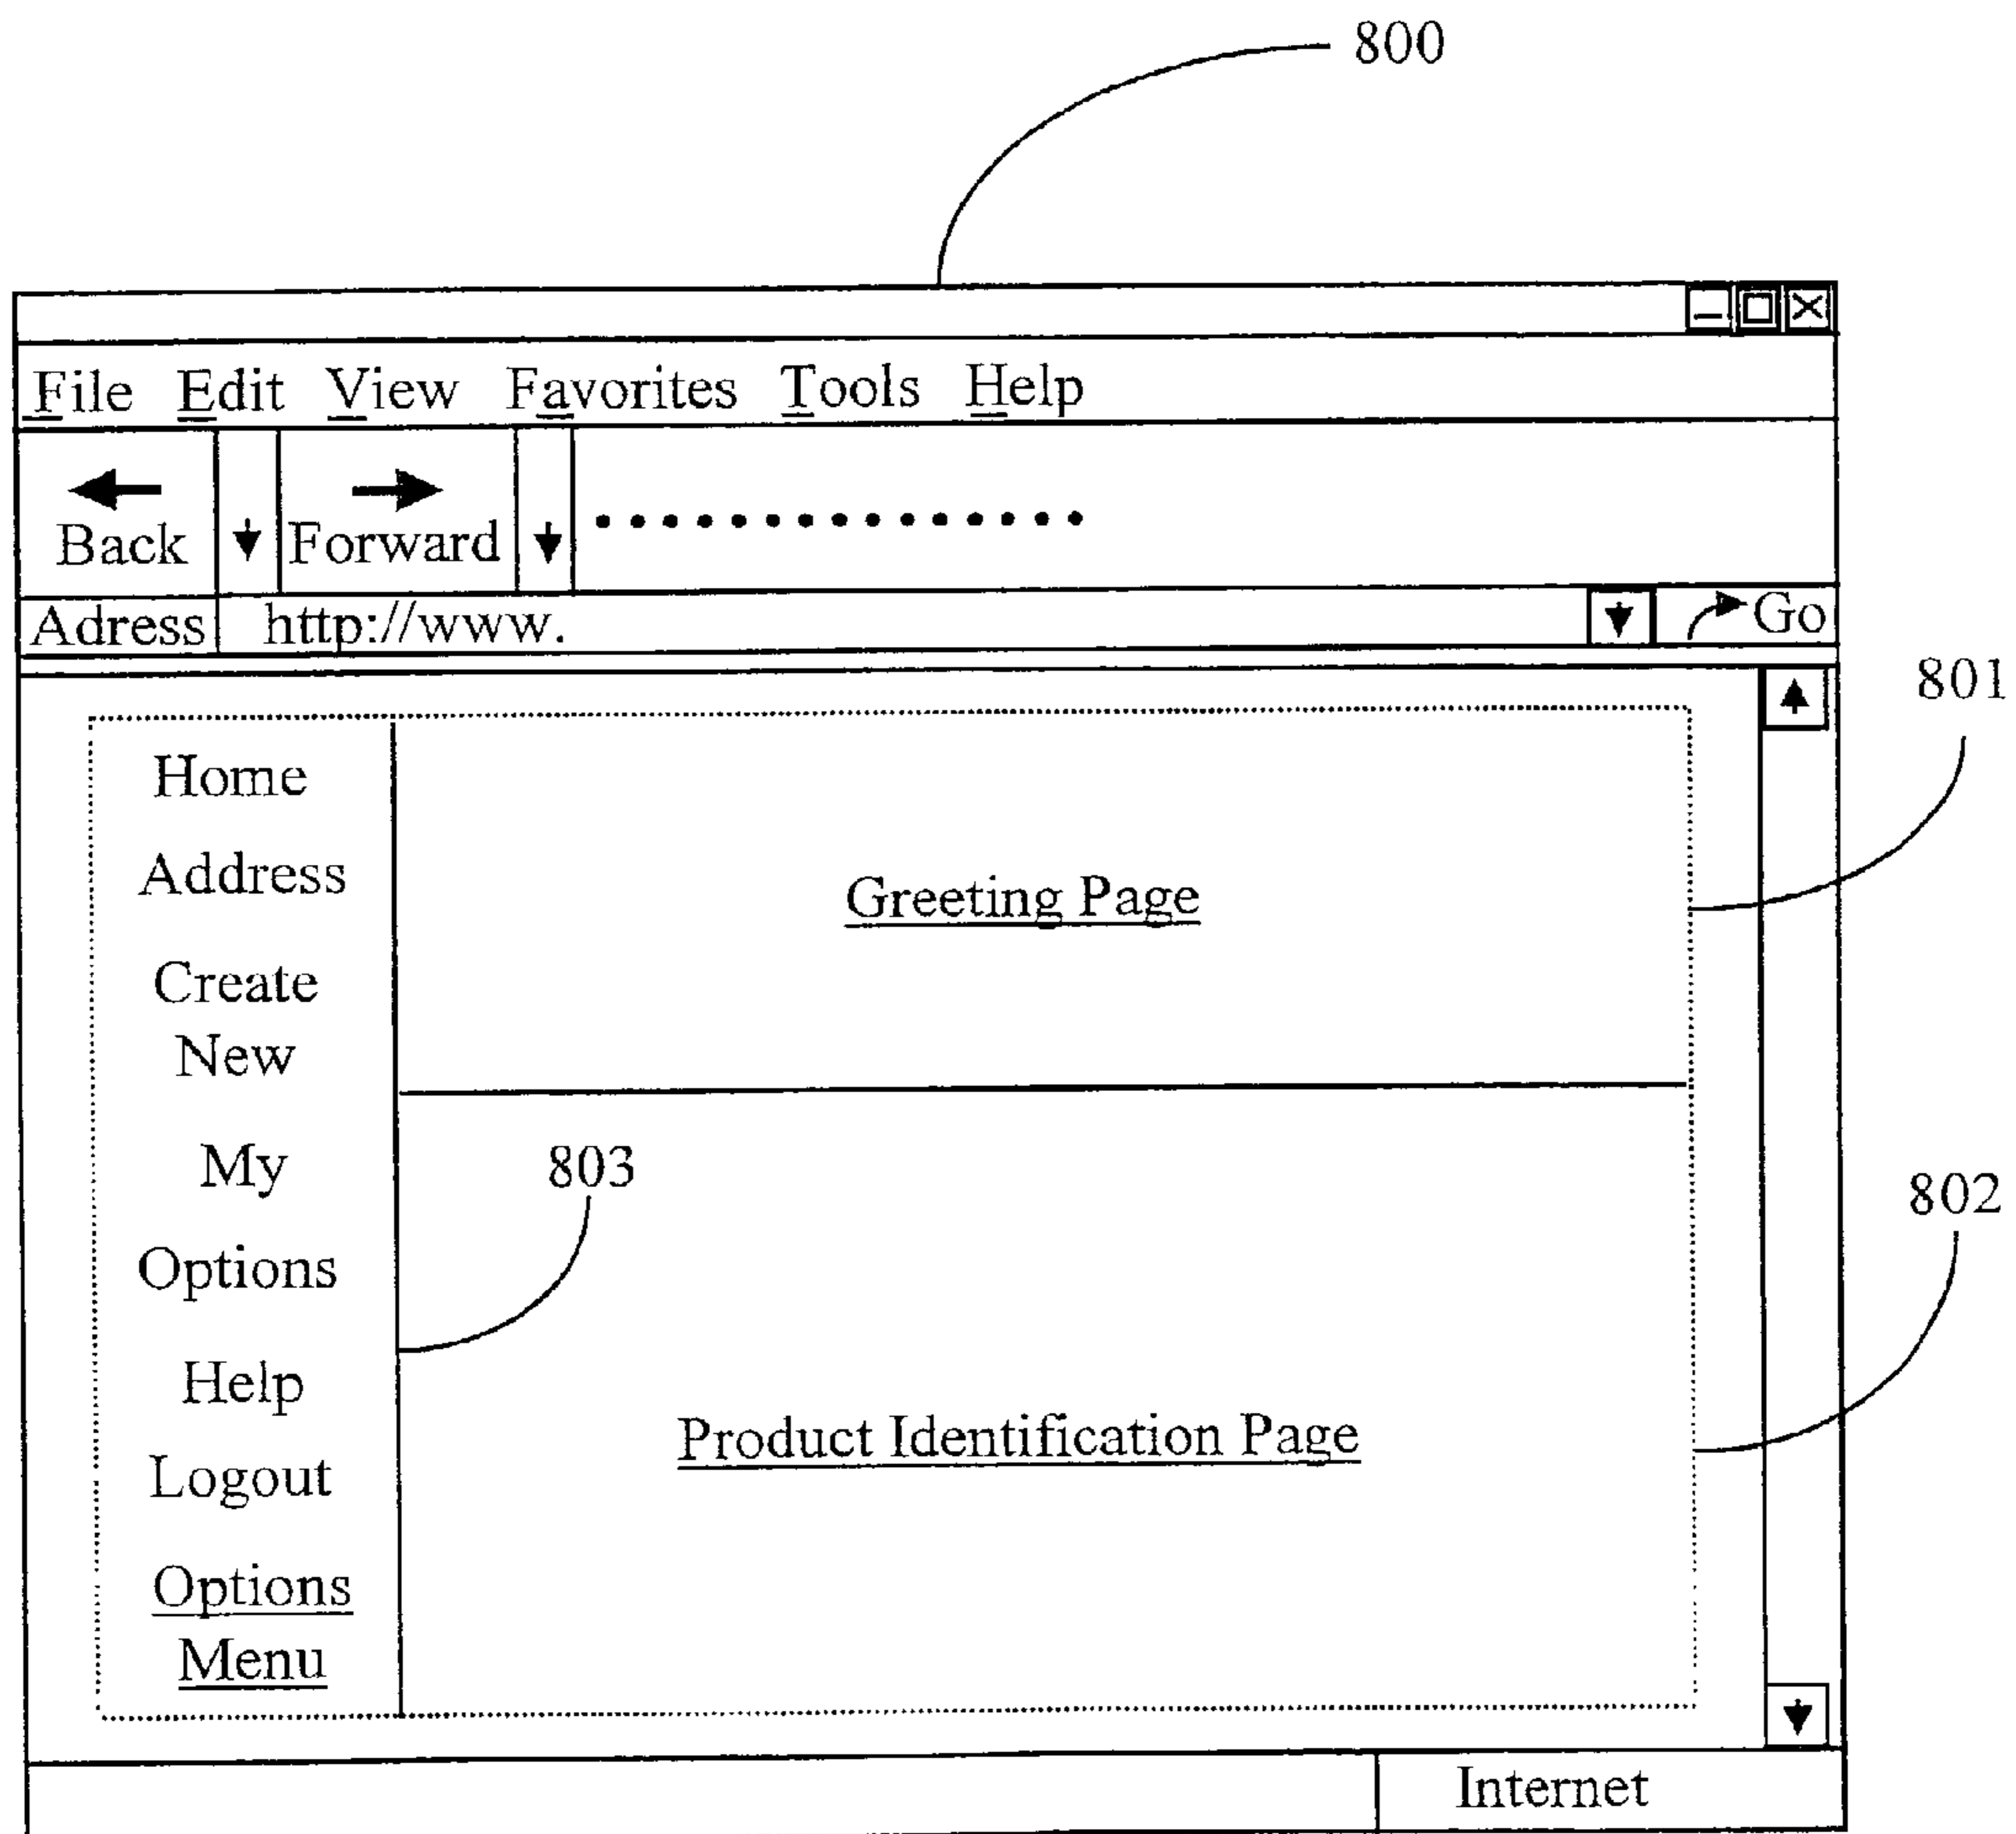 800
File Edit View Favorites Tools Help
Back Forward
Adress http://www. Go
801
Home
Address
Greeting Page
Create
New
My
803
802
Options
Help
Product Identification Page
Logout
Options
Menu
Internet